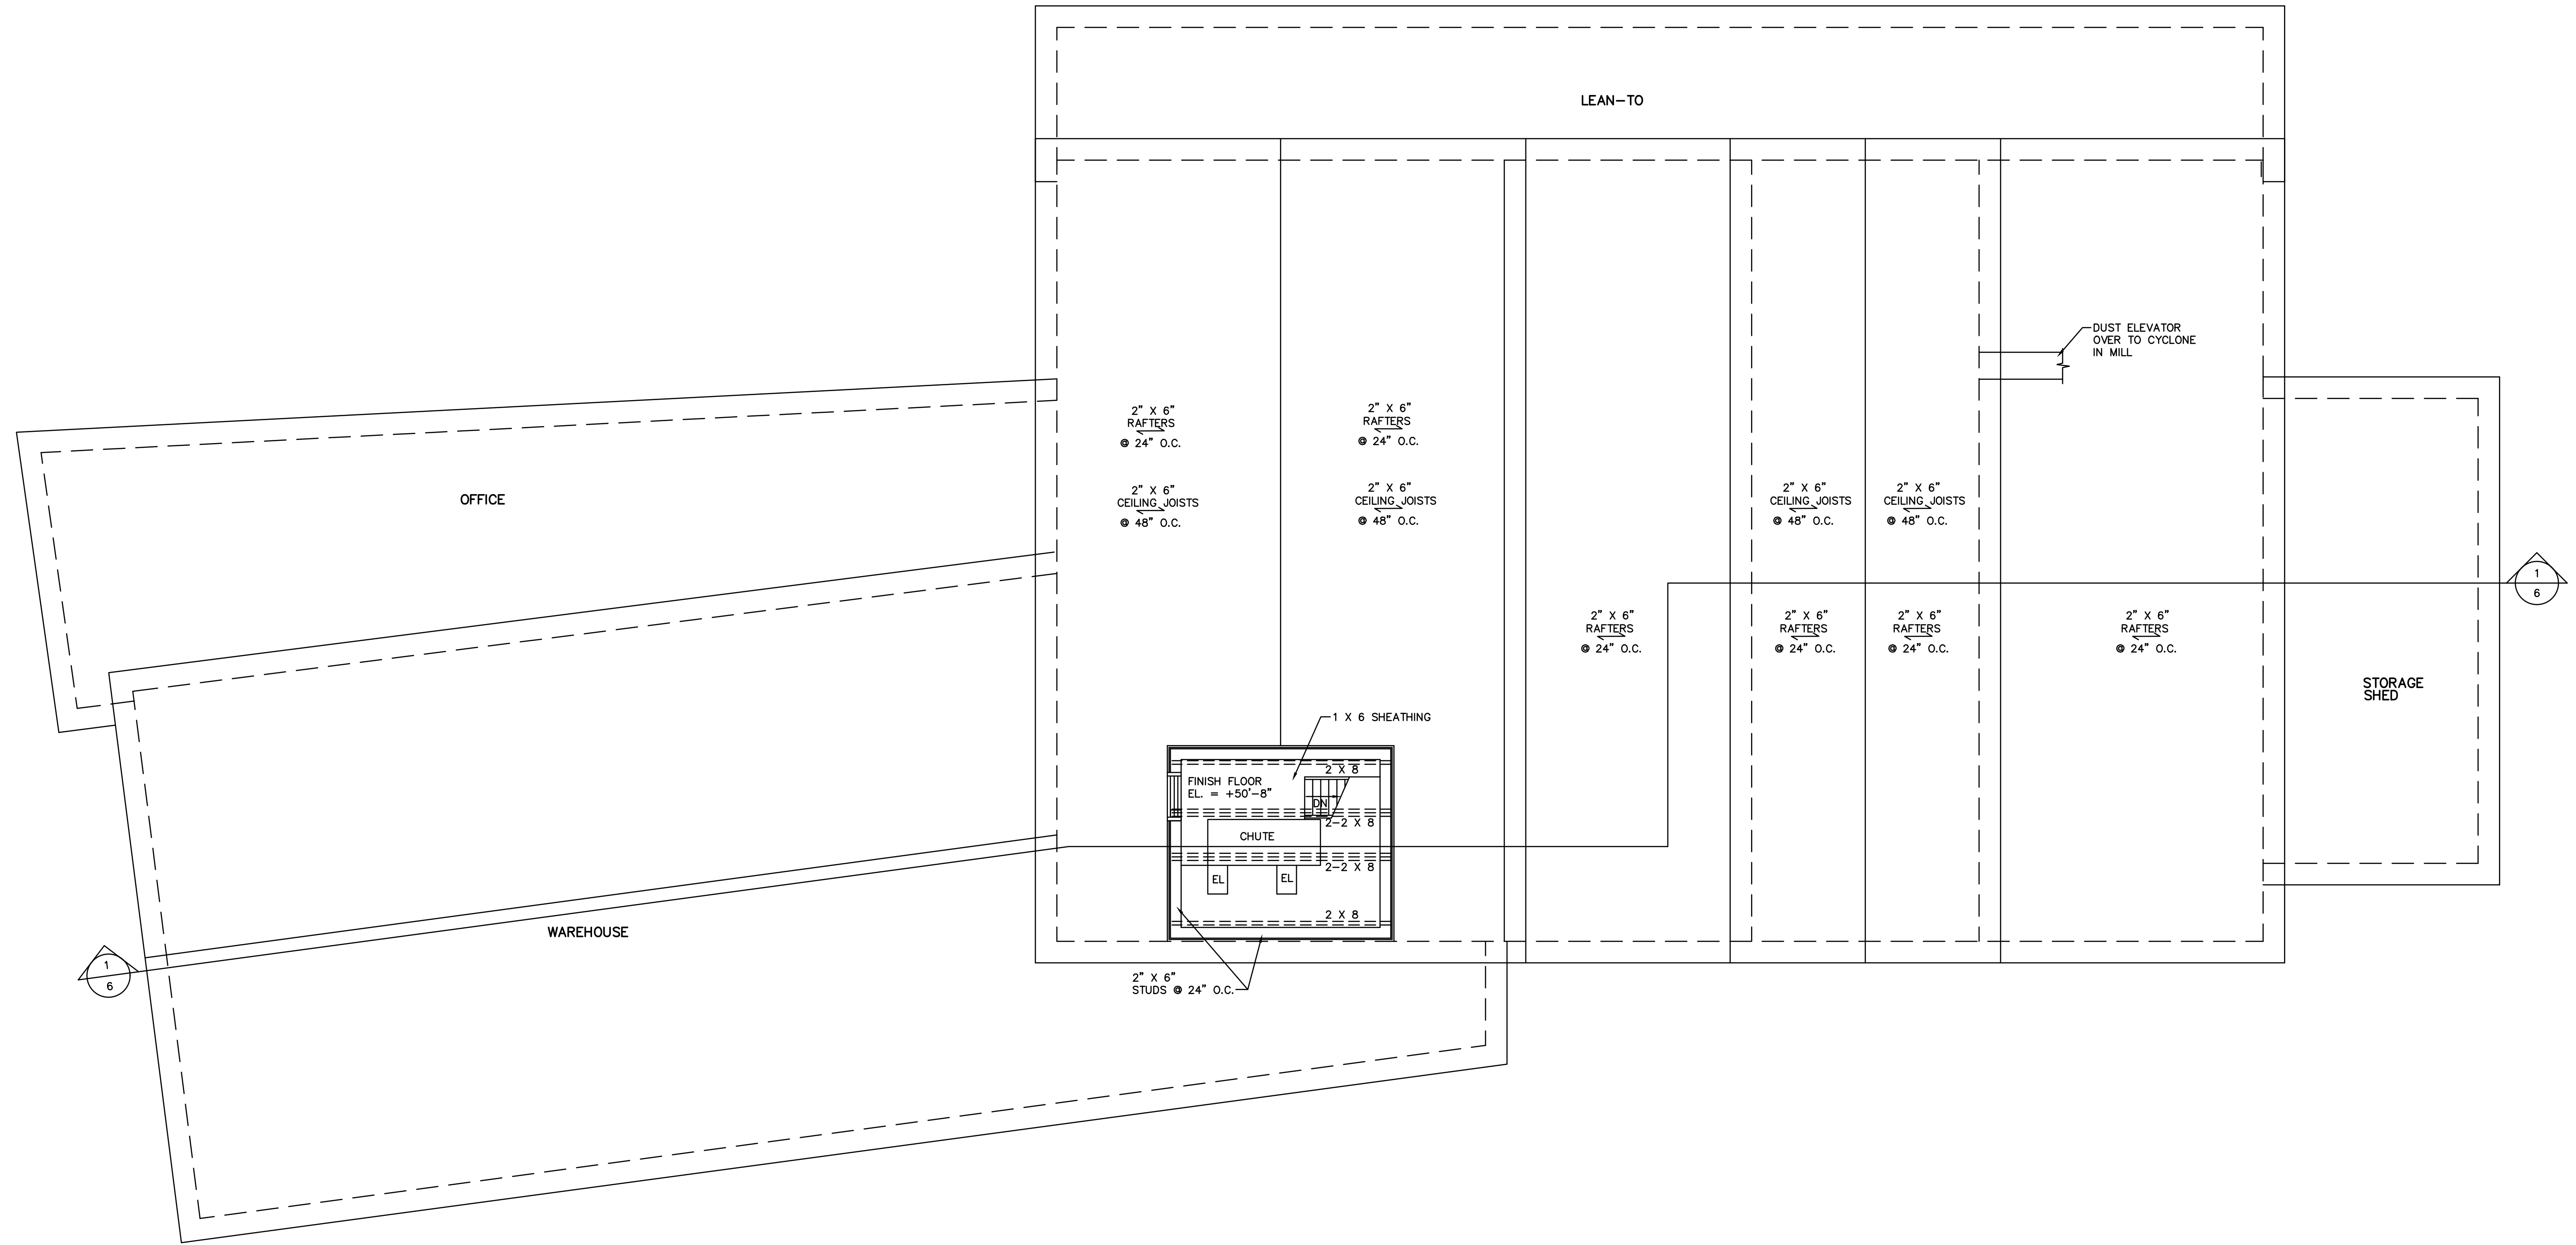 LEAN-TO
DUST ELEVATOR
OVER TO CYCLONE
IN MILL
2" X 6"
RAFTERS
@ 24" O.C.
2" X 6"
RAFTERS
@ 24" O.C.
OFFICE
2" X 6"
CEILING JOISTS
@ 48" O.C.
2" X 6"
CEILING JOISTS
@ 48" O.C.
2" X 6"
CEILING JOISTS
@ 48" O.C.
2" X 6"
CEILING JOISTS
@ 48" O.C.
1
6
2" X 6"
RAFTERS
@ 24" O.C.
2" X 6"
RAFTERS
@ 24" O.C.
2" X 6"
RAFTERS
@ 24" O.C.
2" X 6"
RAFTERS
@ 24" O.C.
STORAGE
SHED
1 X 6 SHEATHING
2 X 8
FINISH FLOOR
EL. = +50'-8"
DN
2-2 X 8
CHUTE
2-2 X 8
EL
EL
2 X 8
WAREHOUSE
1
6
2" X 6"
STUDS @ 24" O.C.